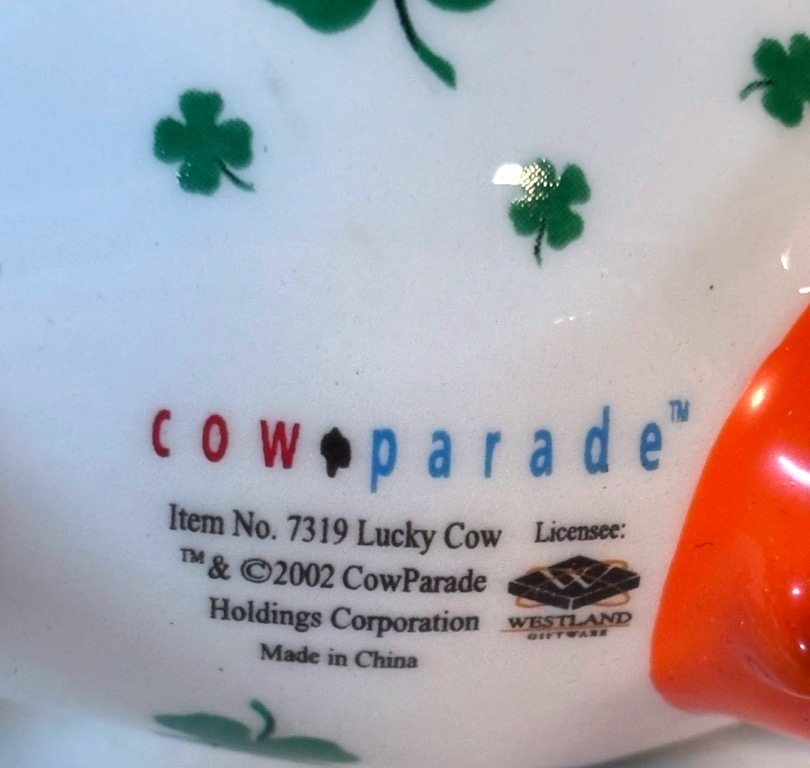 cow parade™
Item No. 7319 Lucky Cow
™ & ©2002 CowParade
Holdings Corporation
Made in China
Licensee:
W
WESTLAND
GIFTWARE